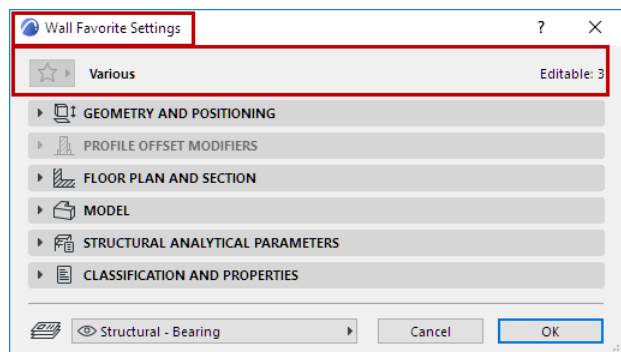 Wall Favorite Settings ? ×
Various Editable: 3
GEOMETRY AND POSITIONING
PROFILE OFFSET MODIFIERS
FLOOR PLAN AND SECTION
MODEL
STRUCTURAL ANALYTICAL PARAMETERS
CLASSIFICATION AND PROPERTIES
Structural - Bearing Cancel OK